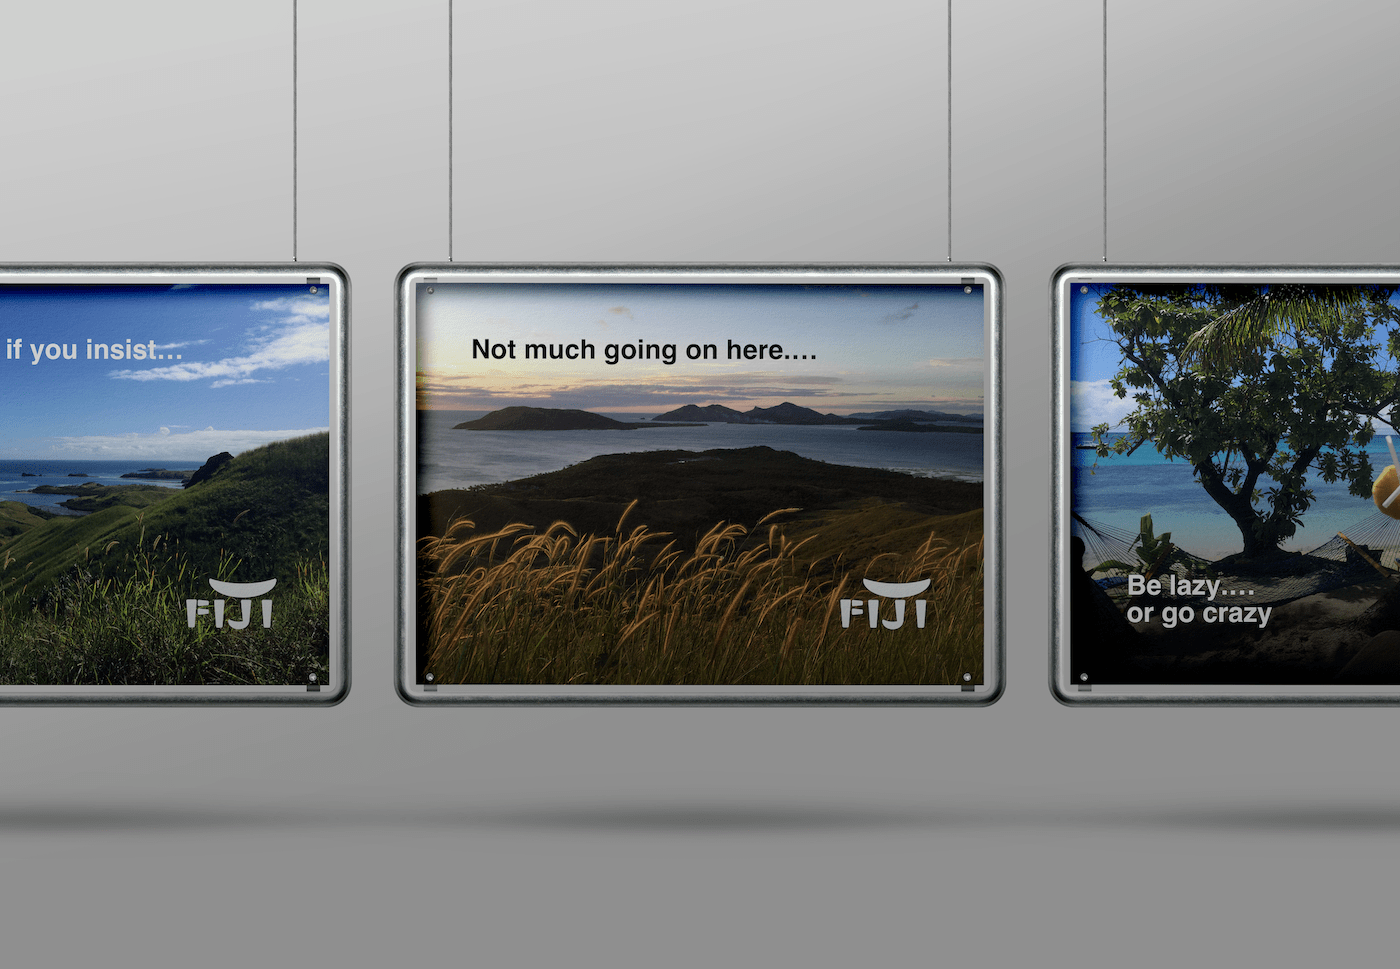 if you insist...
FIJI
Not much going on here....
FIJI
Be lazy....
or go crazy